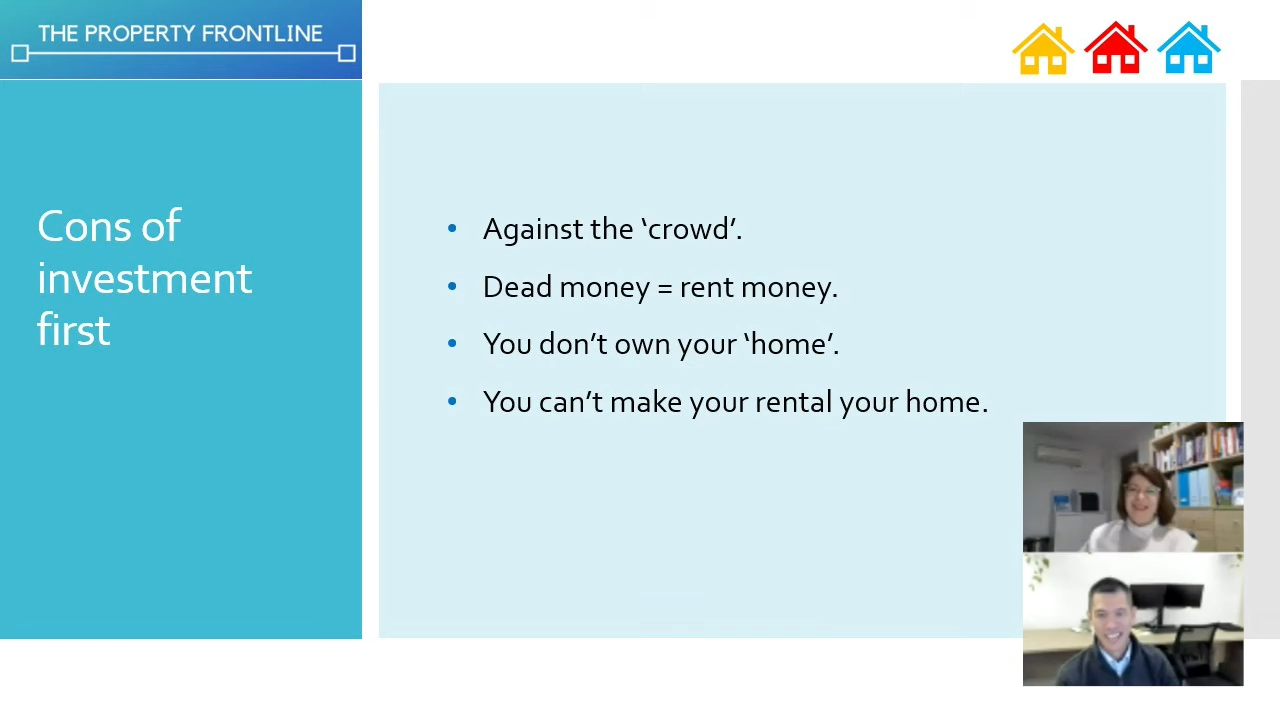 THE PROPERTY FRONTLINE
Cons of
investment
first
• Against the ‘crowd’.
• Dead money = rent money.
• You don’t own your ‘home’.
• You can’t make your rental your home.